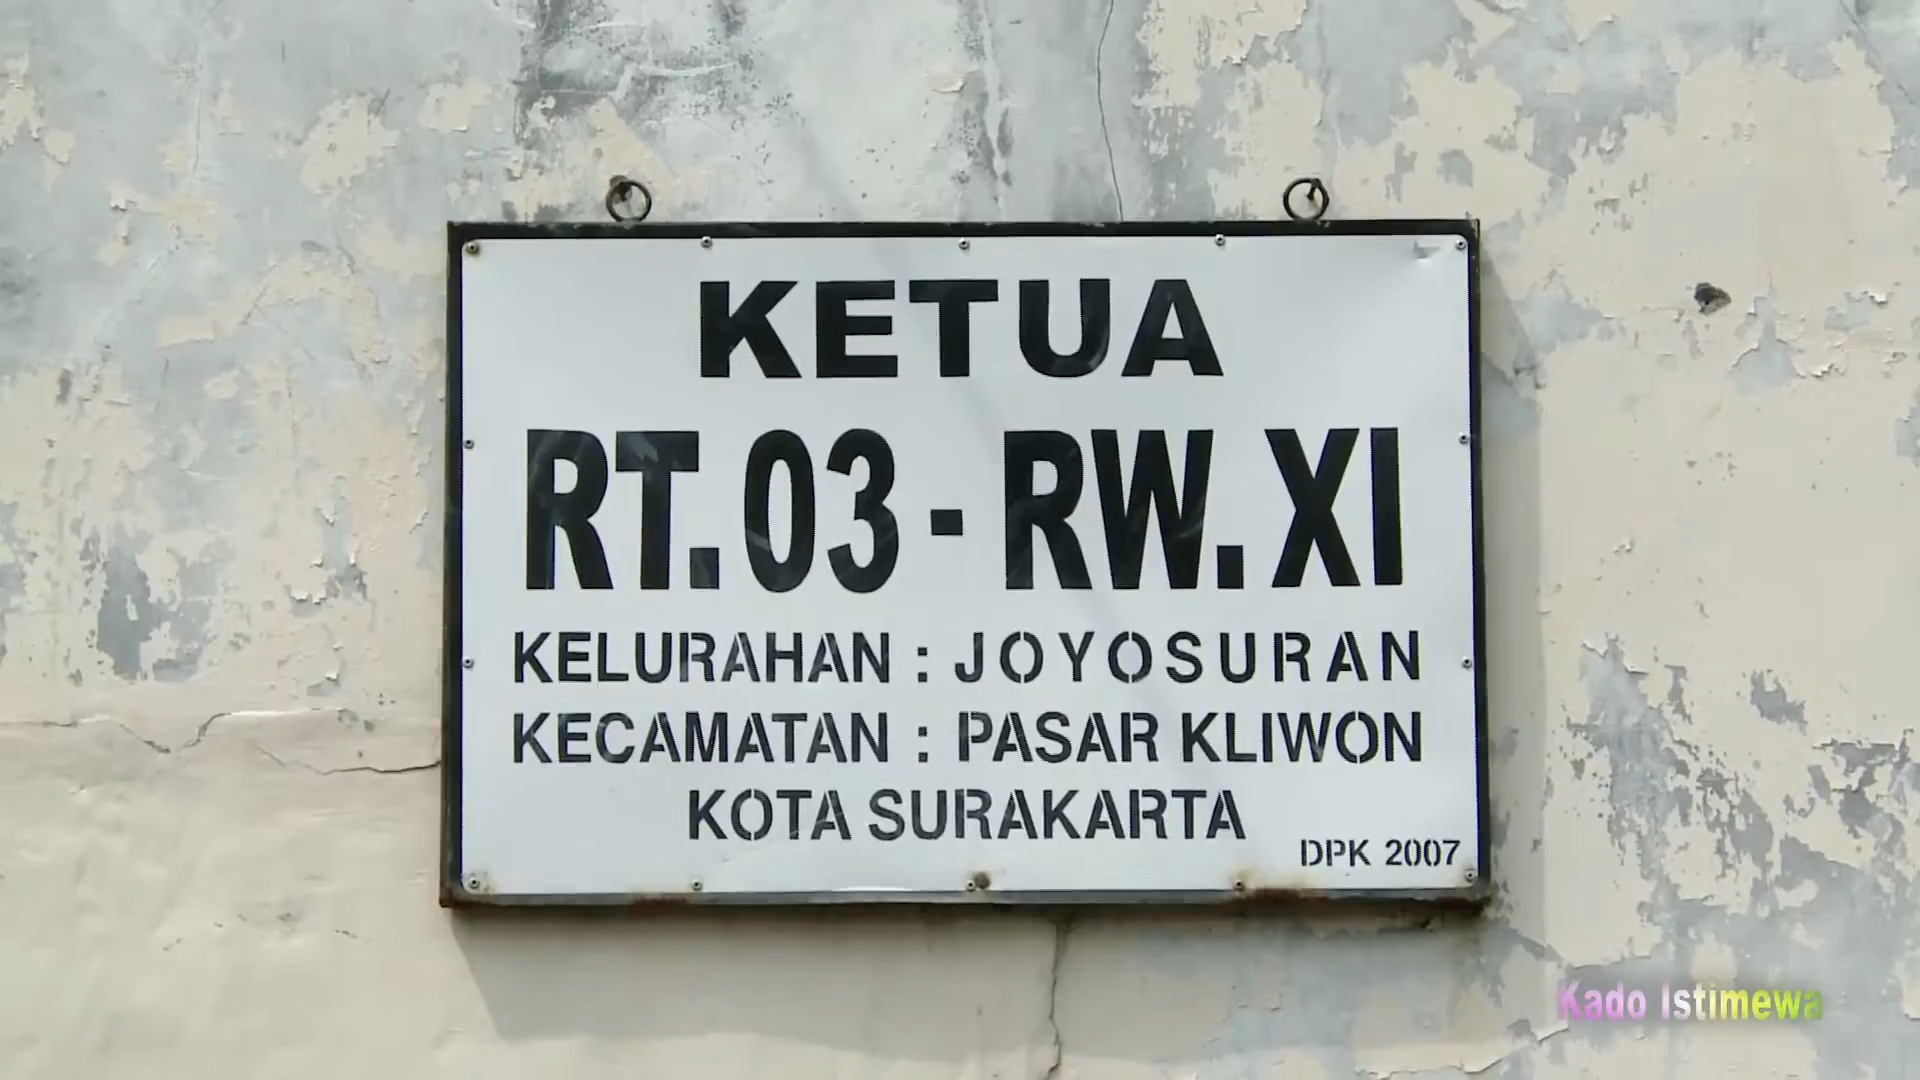 KETUA
RT.03 - RW.XI
KELURAHAN : JOYOSURAN
KECAMATAN : PASAR KLIWON
KOTA SURAKARTA
DPK 2007
Kado Istimewa